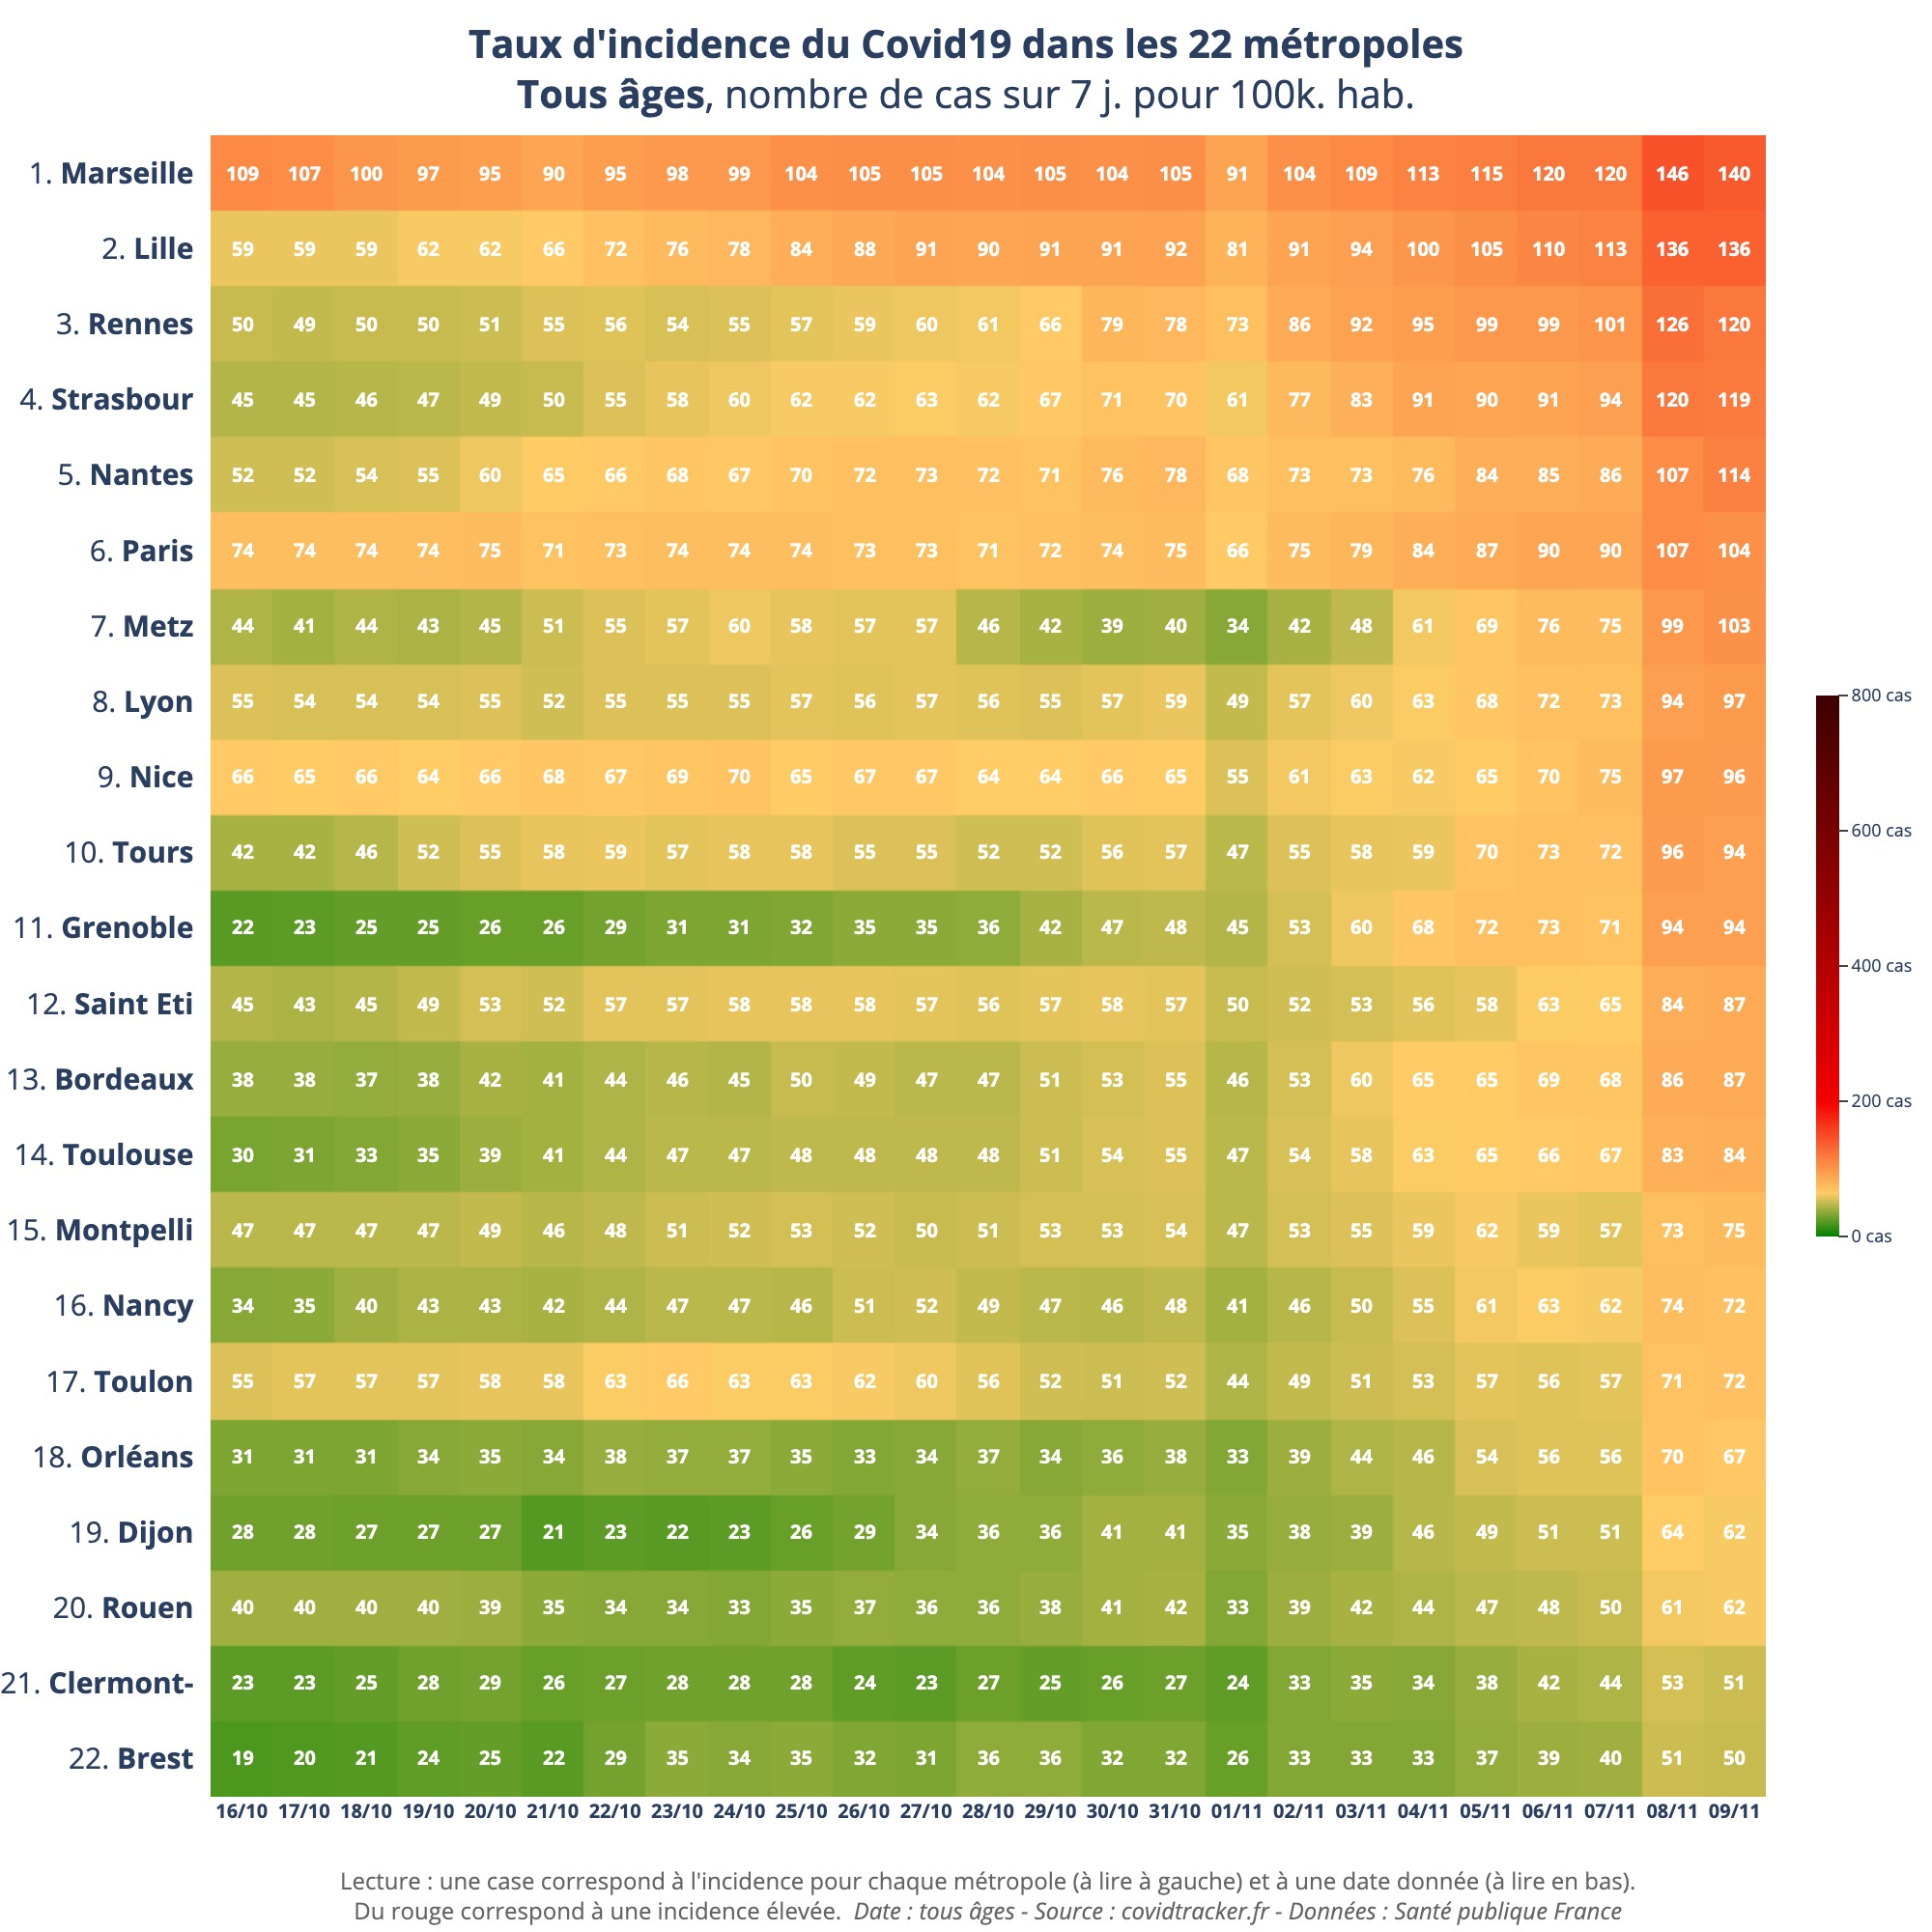 Taux d'incidence du Covid19 dans les 22 métropoles
Tous âges, nombre de cas sur 7 j. pour 100k. hab.
1. Marseille 109 107 100 97 95 90 95 98 99 104 105 105 104 105 104 105 91 104 109 113 115 120 120 146 140
2. Lille 59 59 59 62 62 66 72 76 78 84 88 91 90 91 91 92 81 91 94 100 105 110 113 136 136
3. Rennes 50 49 50 50 51 55 56 54 55 57 59 60 61 66 79 78 73 86 92 95 99 99 101 126 120
4. Strasbour 45 45 46 47 49 50 55 58 60 62 62 63 62 67 71 70 61 77 83 91 90 91 94 120 119
5. Nantes 52 52 54 55 60 65 66 68 67 70 72 73 72 71 76 78 68 73 73 76 84 85 86 107 114
6. Paris 74 74 74 74 75 71 73 74 74 74 73 73 71 72 74 75 66 75 79 84 87 90 90 107 104
7. Metz 44 41 44 43 45 51 55 57 60 58 57 57 46 42 39 40 34 42 48 61 69 76 75 99 103
8. Lyon 55 54 54 54 55 52 55 55 55 57 56 57 56 55 57 59 49 57 60 63 68 72 73 94 97
9. Nice 66 65 66 64 66 68 67 69 70 65 67 67 64 64 66 65 55 61 63 62 65 70 75 97 96
10. Tours 42 42 46 52 55 58 59 57 58 58 55 55 52 52 56 57 47 55 58 59 70 73 72 96 94
11. Grenoble 22 23 25 25 26 26 29 31 31 32 35 35 36 42 47 48 45 53 60 68 72 73 71 94 94
12. Saint Eti 45 43 45 49 53 52 57 57 58 58 58 57 56 57 58 57 50 52 53 56 58 63 65 84 87
13. Bordeaux 38 38 37 38 42 41 44 46 45 50 49 47 47 51 53 55 46 53 60 65 65 69 68 86 87
14. Toulouse 30 31 33 35 39 41 44 47 47 48 48 48 48 51 54 55 47 54 58 63 65 66 67 83 84
15. Montpelli 47 47 47 47 49 46 48 51 52 53 52 50 51 53 53 54 47 53 55 59 62 59 57 73 75
16. Nancy 34 35 40 43 43 42 44 47 47 46 51 52 49 47 46 48 41 46 50 55 61 63 62 74 72
17. Toulon 55 57 57 57 58 58 63 66 63 63 62 60 56 52 51 52 44 49 51 53 57 56 57 71 72
18. Orléans 31 31 31 34 35 34 38 37 37 35 33 34 37 34 36 38 33 39 44 46 54 56 56 70 67
19. Dijon 28 28 27 27 27 21 23 22 23 26 29 34 36 36 41 41 35 38 39 46 49 51 51 64 62
20. Rouen 40 40 40 40 39 35 34 34 33 35 37 36 36 38 41 42 33 39 42 44 47 48 50 61 62
21. Clermont- 23 23 25 28 29 26 27 28 28 28 24 23 27 25 26 27 24 33 35 34 38 42 44 53 51
22. Brest 19 20 21 24 25 22 29 35 34 35 32 31 36 36 32 32 26 33 33 33 37 39 40 51 50
16/10 17/10 18/10 19/10 20/10 21/10 22/10 23/10 24/10 25/10 26/10 27/10 28/10 29/10 30/10 31/10 01/11 02/11 03/11 04/11 05/11 06/11 07/11 08/11 09/11
800 cas
600 cas
400 cas
200 cas
0 cas
Lecture : une case correspond à l'incidence pour chaque métropole (à lire à gauche) et à une date donnée (à lire en bas).
Du rouge correspond à une incidence élevée. Date : tous âges - Source : covidtracker.fr - Données : Santé publique France